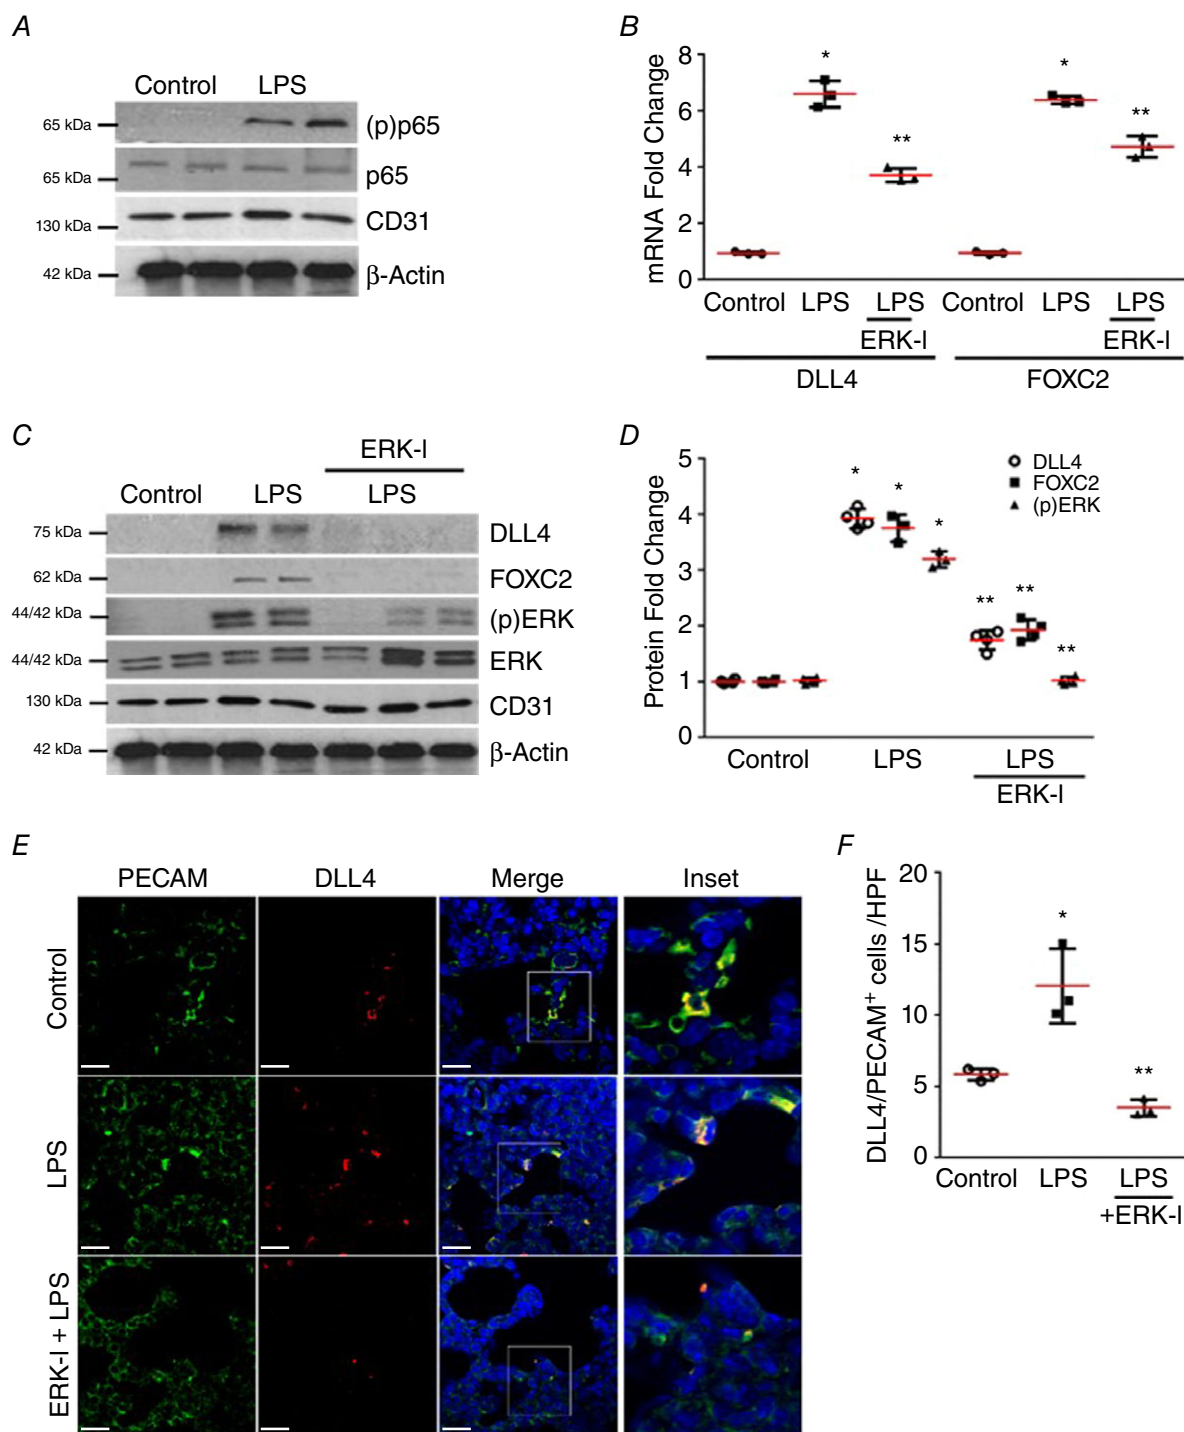 A
Control LPS
65 kDa (p)p65
65 kDa p65
130 kDa CD31
42 kDa β-Actin
B
mRNA Fold Change
8
6
4
2
0
* ** * **
Control LPS LPS Control LPS LPS
ERK-I ERK-I
DLL4 FOXC2
C
ERK-I
Control LPS LPS
75 kDa DLL4
62 kDa FOXC2
44/42 kDa (p)ERK
44/42 kDa ERK
130 kDa CD31
42 kDa β-Actin
D
Protein Fold Change
5
4
3
2
1
0
DLL4
FOXC2
(p)ERK
* * * ** ** **
Control LPS LPS
ERK-I
E
PECAM DLL4 Merge Inset
Control
LPS
ERK-I + LPS
F
DLL4/PECAM⁺ cells /HPF
20
15
10
5
0
* **
Control LPS LPS
+ERK-I